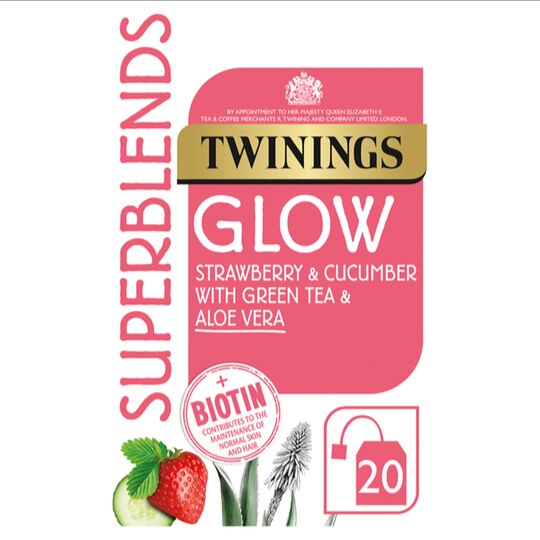 SUPERBLENDS
BY APPOINTMENT TO HER MAJESTY QUEEN ELIZABETH II
TEA & COFFEE MERCHANTS R. TWINING AND COMPANY LIMITED, LONDON.
TWININGS
GLOW
STRAWBERRY & CUCUMBER
WITH GREEN TEA &
ALOE VERA
+
BIOTIN
CONTRIBUTES TO THE
MAINTENANCE OF
NORMAL SKIN
AND HAIR
20